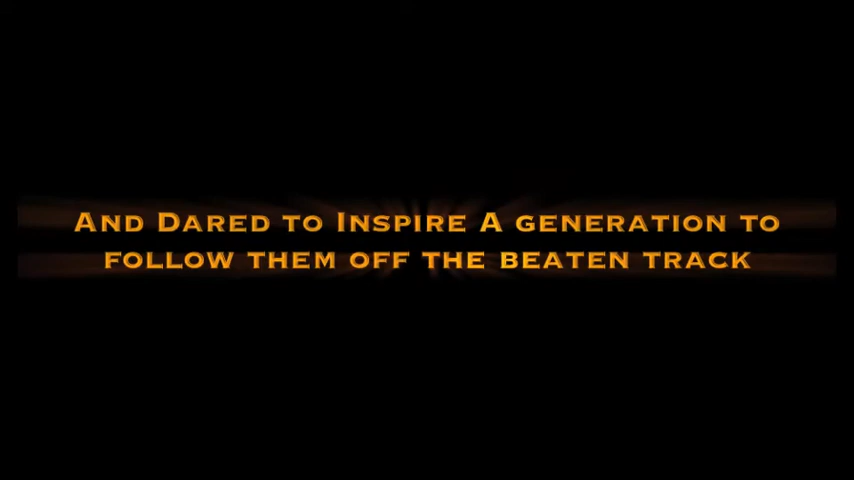 And Dared to Inspire A generation to
follow them off the beaten track